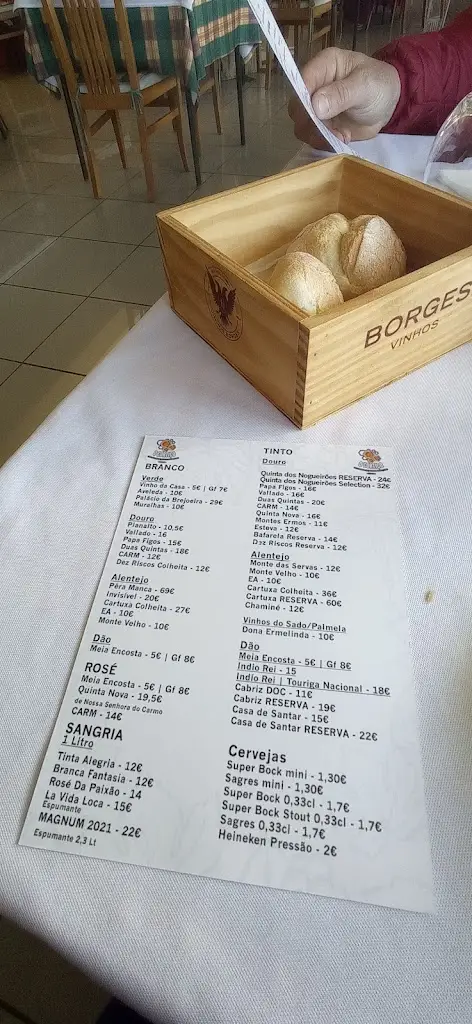 BORGES
VINHOS
BRANCO
Verde
Vinho da Casa - 5€ | Gf 7€
Aveleda - 10€
Palácio da Brejoeira - 29€
Muralhas - 10€
Douro
Planalto - 10,5€
Vallado - 16
Papa Figos - 15€
Duas Quintas - 18€
CARM - 12€
Dez Riscos Colheita - 12€
Alentejo
Pêra Manca - 69€
Invisível - 20€
Cartuxa Colheita - 27€
EA - 10€
Monte Velho - 10€
Dão
Meia Encosta - 5€ | Gf 8€
ROSÉ
Meia Encosta - 5€ | Gf 8€
Quinta Nova - 19,5€
de Nossa Senhora do Carmo
CARM - 14€
SANGRIA
1 Litro
Tinta Alegria - 12€
Branca Fantasia - 12€
Rosé Da Paixão - 14
La Vida Loca - 15€
Espumante
MAGNUM 2021 - 22€
Espumante 2,3 Lt
TINTO
Douro
Quinta dos Nogueirões RESERVA - 24€
Quinta dos Nogueirões Selection - 32€
Papa Figos - 16€
Vallado - 16€
Duas Quintas - 20€
CARM - 14€
Quinta Nova - 16€
Montes Ermos - 11€
Esteva - 12€
Bafarela Reserva - 14€
Dez Riscos Reserva - 12€
Alentejo
Monte das Servas - 12€
Monte Velho - 10€
EA - 10€
Cartuxa Colheita - 36€
Cartuxa RESERVA - 60€
Chaminé - 12€
Vinhos do Sado/Palmela
Dona Ermelinda - 10€
Dão
Meia Encosta - 5€ | Gf 8€
Indio Rei - 15
Indío Rei | Touriga Nacional - 18€
Cabriz DOC - 11€
Cabriz RESERVA - 19€
Casa de Santar - 15€
Casa de Santar RESERVA - 22€
Cervejas
Super Bock mini - 1,30€
Sagres mini - 1,30€
Super Bock 0,33cl - 1,7€
Super Bock Stout 0,33cl - 1,7€
Sagres 0,33cl - 1,7€
Heineken Pressão - 2€